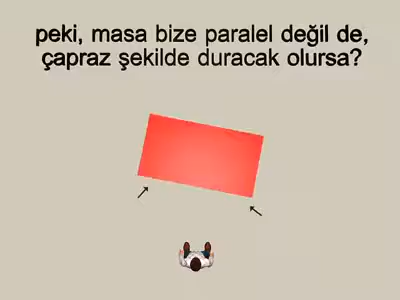 peki, masa bize paralel değil de,
çapraz şekilde duracak olursa?